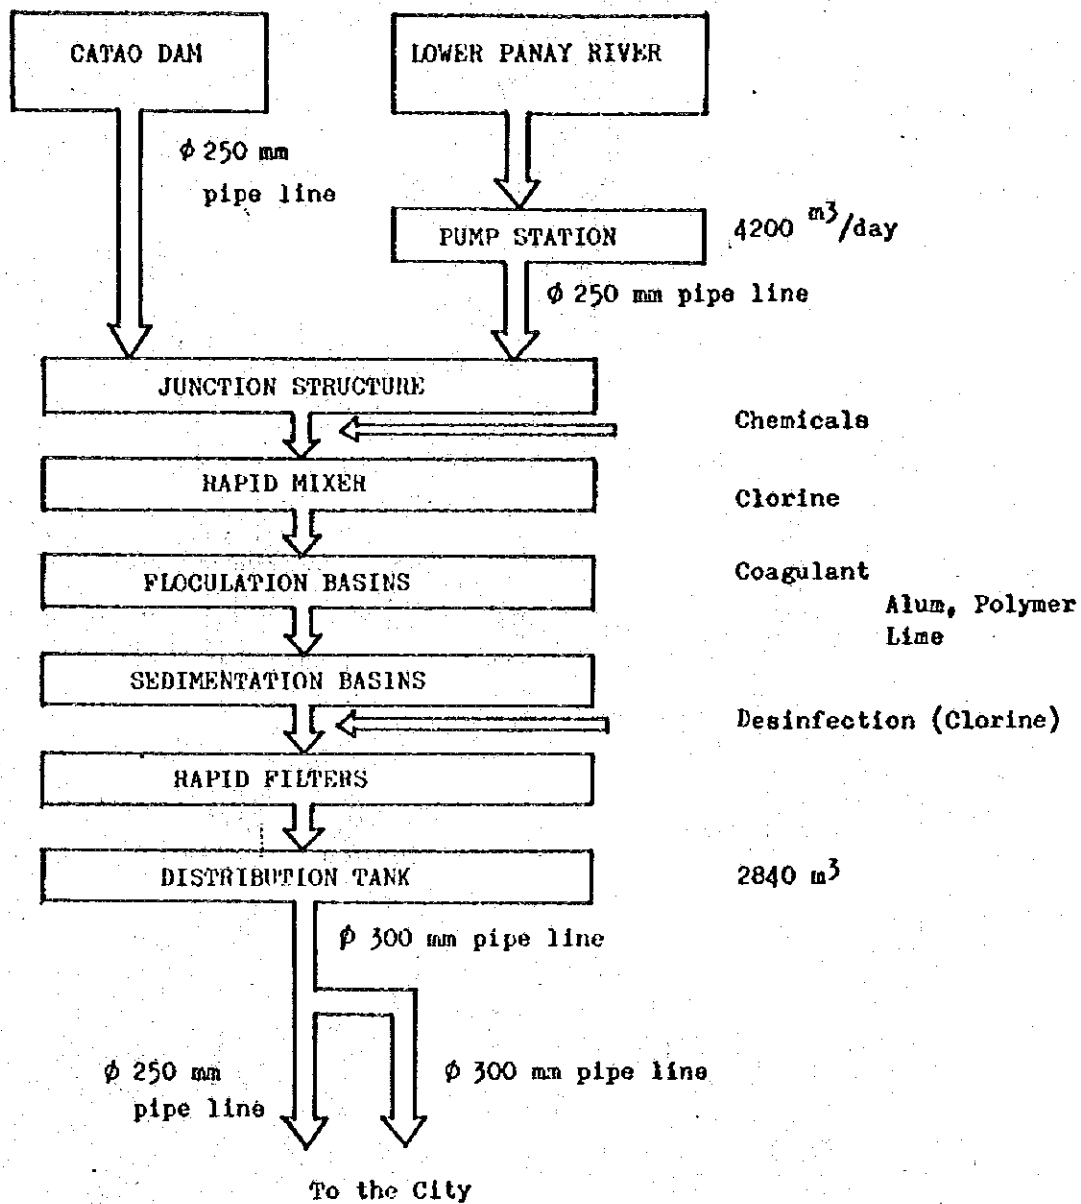 CATAO DAM
LOWER PANAY RIVER
φ 250 mm
pipe line
PUMP STATION
4200 m3/day
φ 250 mm pipe line
JUNCTION STRUCTURE
Chemicals
RAPID MIXER
Clorine
FLOCULATION BASINS
Coagulant
Alum, Polymer
Lime
SEDIMENTATION BASINS
Desinfection (Clorine)
RAPID FILTERS
DISTRIBUTION TANK
2840 m3
φ 300 mm pipe line
φ 250 mm
pipe line
φ 300 mm pipe line
To the City